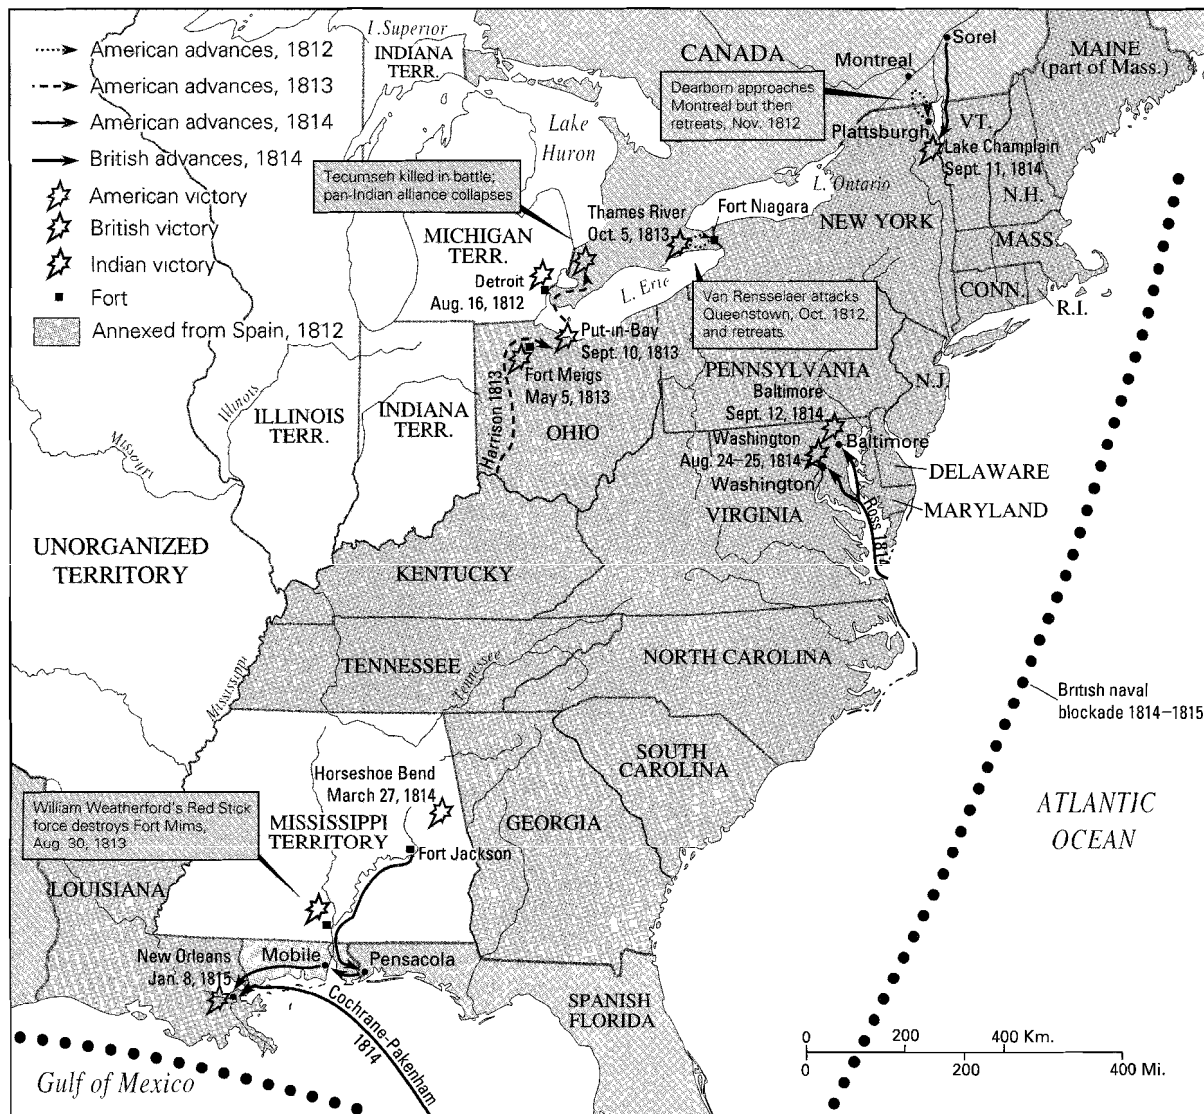 American advances, 1812
American advances, 1813
American advances, 1814
British advances, 1814
American victory
British victory
Indian victory
Fort
Annexed from Spain, 1812
I. Superior
INDIANA
TERR.
CANADA
Sorel
Montreal
MAINE
(part of Mass.)
Dearborn approaches
Montreal but then
retreats, Nov. 1812
Plattsburgh
VT.
Lake Champlain
Sept. 11, 1814
Lake
Huron
Tecumseh killed in battle;
pan-Indian alliance collapses
L. Ontario
N.H.
Thames River
Oct. 5, 1813
Fort Niagara
NEW YORK
MASS.
MICHIGAN
TERR.
Detroit
Aug. 16, 1812
L. Erie
CONN.
R.I.
Van Rensselaer attacks
Queenstown, Oct. 1812,
and retreats
Put-in-Bay
Sept. 10, 1813
Fort Meigs
May 5, 1813
PENNSYLVANIA
N.J.
Baltimore
Sept. 12, 1814
Illinois
ILLINOIS
TERR.
INDIANA
TERR.
Harrison 1813
OHIO
Missouri
Washington
Aug. 24–25, 1814
Baltimore
Washington
DELAWARE
MARYLAND
VIRGINIA
Ross 1814
UNORGANIZED
TERRITORY
KENTUCKY
Mississippi
TENNESSEE
Tennessee
NORTH CAROLINA
British naval
blockade 1814–1815
SOUTH
CAROLINA
Horseshoe Bend
March 27, 1814
William Weatherford's Red Stick
force destroys Fort Mims,
Aug. 30, 1813
MISSISSIPPI
TERRITORY
GEORGIA
ATLANTIC
OCEAN
Fort Jackson
LOUISIANA
New Orleans
Jan. 8, 1815
Mobile
Pensacola
Cochrane-Pakenham
1814
SPANISH
FLORIDA
Gulf of Mexico
0 200 400 Km.
0 200 400 Mi.